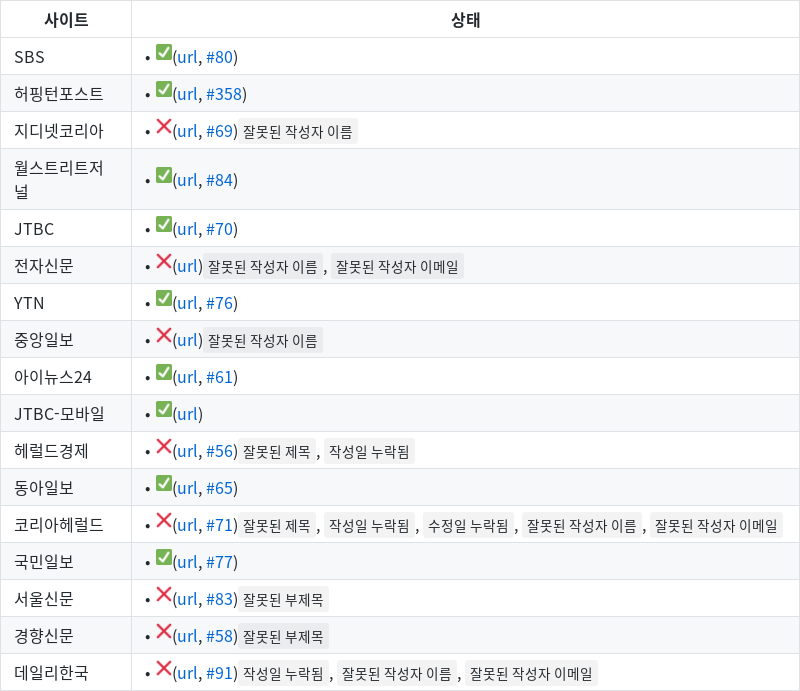 사이트 상태
SBS • ✅(url, #80)
허핑턴포스트 • ✅(url, #358)
지디넷코리아 • ❌(url, #69) 잘못된 작성자 이름
월스트리트저
널 • ✅(url, #84)
JTBC • ✅(url, #70)
전자신문 • ❌(url) 잘못된 작성자 이름 , 잘못된 작성자 이메일
YTN • ✅(url, #76)
중앙일보 • ❌(url) 잘못된 작성자 이름
아이뉴스24 • ✅(url, #61)
JTBC-모바일 • ✅(url)
헤럴드경제 • ❌(url, #56) 잘못된 제목 , 작성일 누락됨
동아일보 • ✅(url, #65)
코리아헤럴드 • ❌(url, #71) 잘못된 제목 , 작성일 누락됨 , 수정일 누락됨 , 잘못된 작성자 이름 , 잘못된 작성자 이메일
국민일보 • ✅(url, #77)
서울신문 • ❌(url, #83) 잘못된 부제목
경향신문 • ❌(url, #58) 잘못된 부제목
데일리한국 • ❌(url, #91) 작성일 누락됨 , 잘못된 작성자 이름 , 잘못된 작성자 이메일